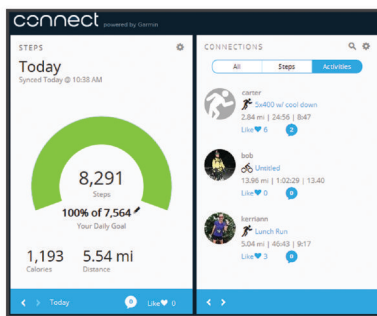 connect powered by Garmin
STEPS
Today
Synced Today @ 10:38 AM
8,291
Steps
100% of 7,564
Your Daily Goal
1,193
Calories
5.54 mi
Distance
Today
0
Like 0
CONNECTIONS
All Steps Activities
carter
5x400 w/ cool down
2.84 mi | 24:56 | 8:47
Like 6 2
bob
Untitled
13.86 mi | 1:02:29 | 13.40
Like 0 0
kerriann
Lunch Run
5.04 mi | 46:43 | 9:17
Like 3 0